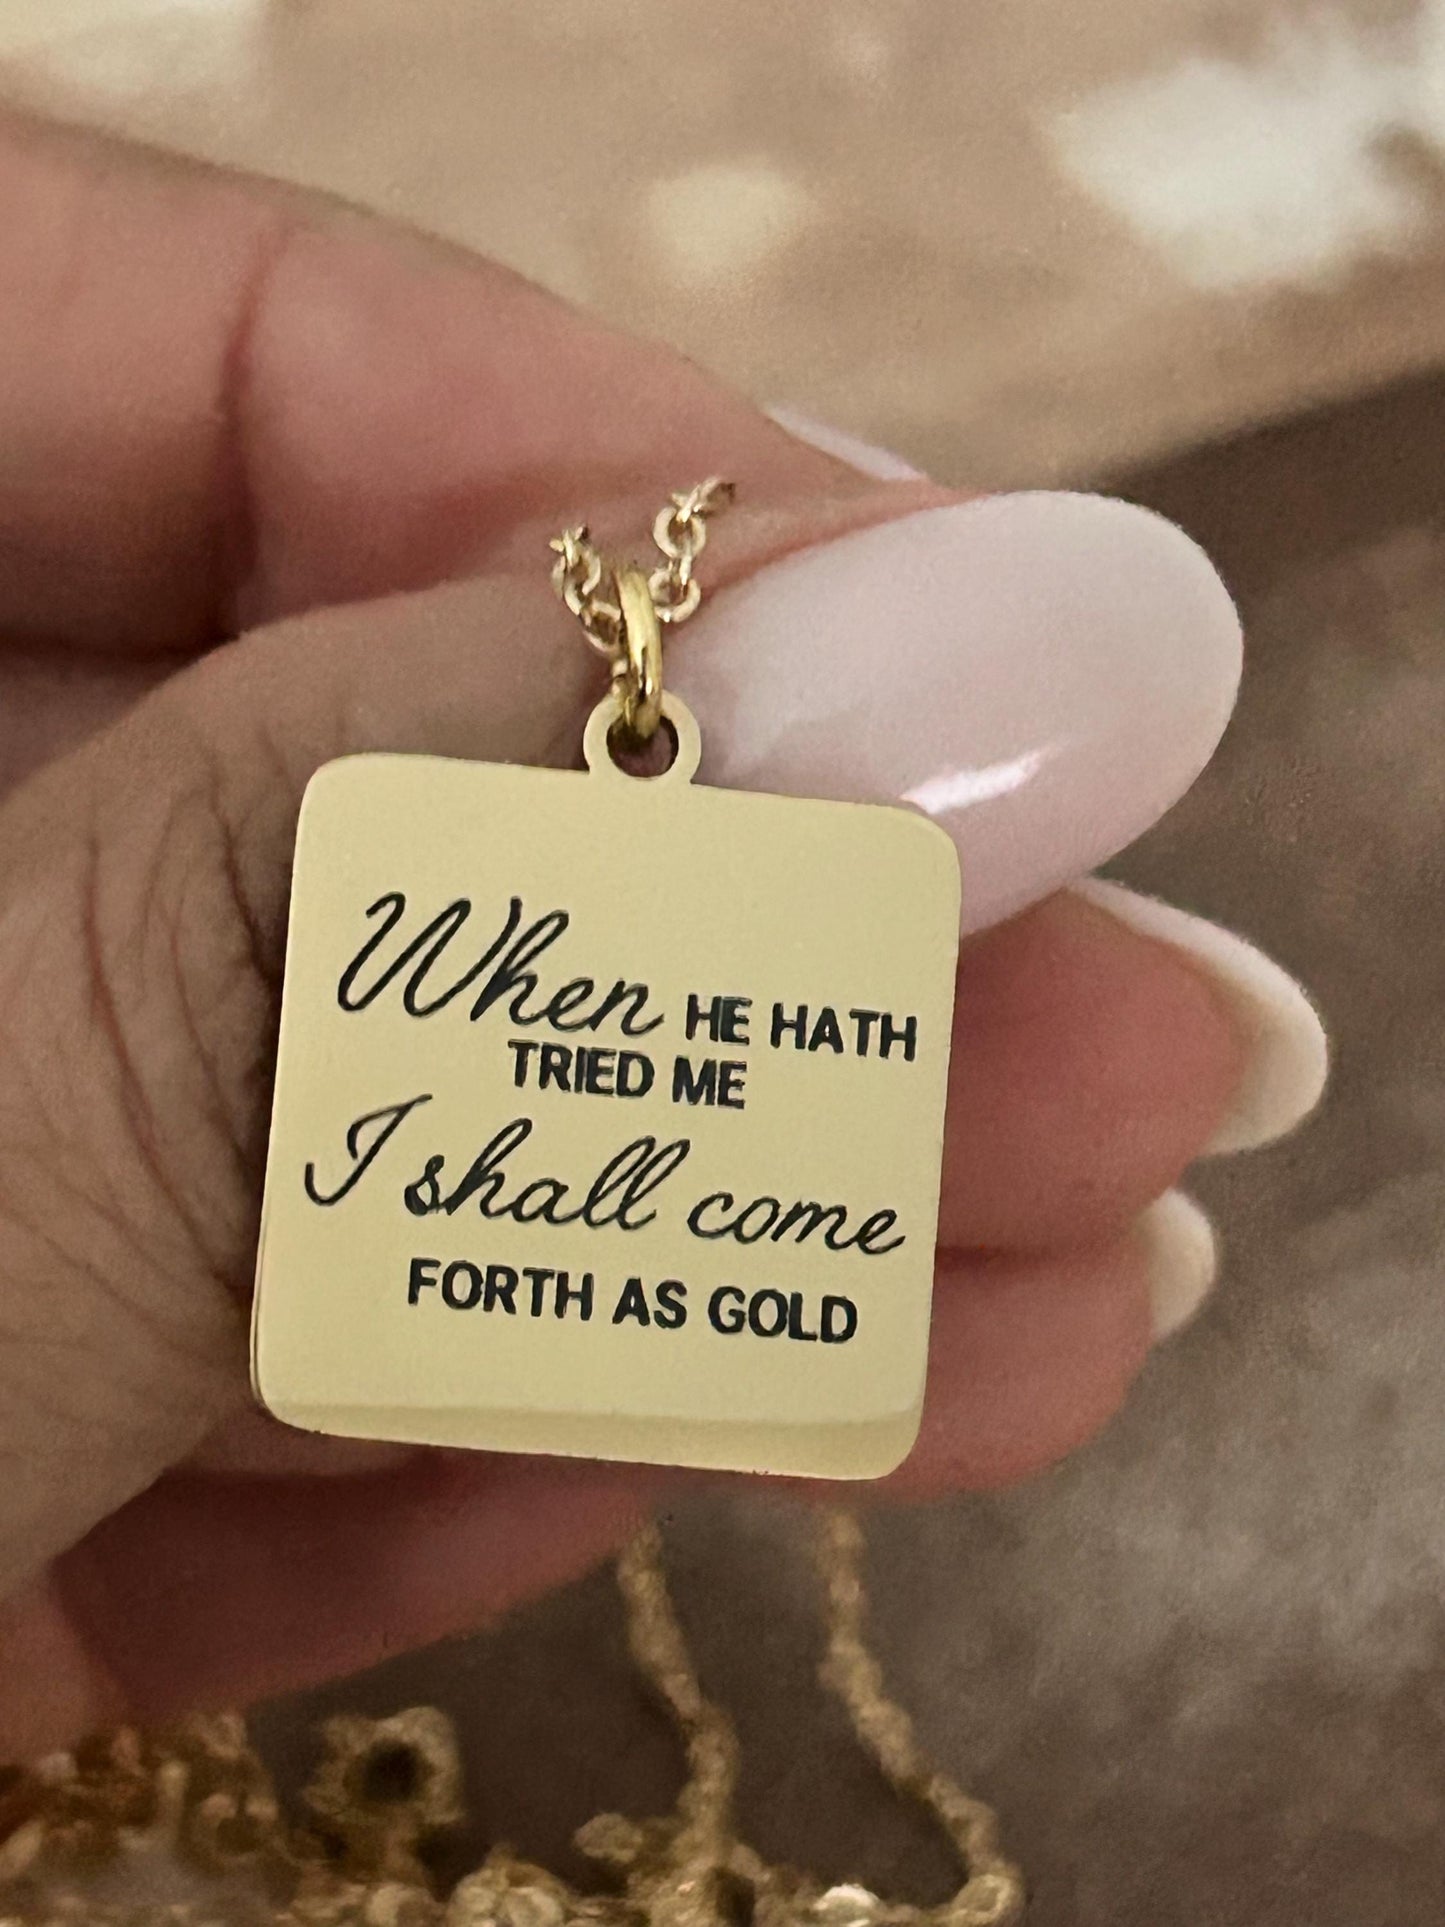 When HE HATH
TRIED ME
I shall come
FORTH AS GOLD